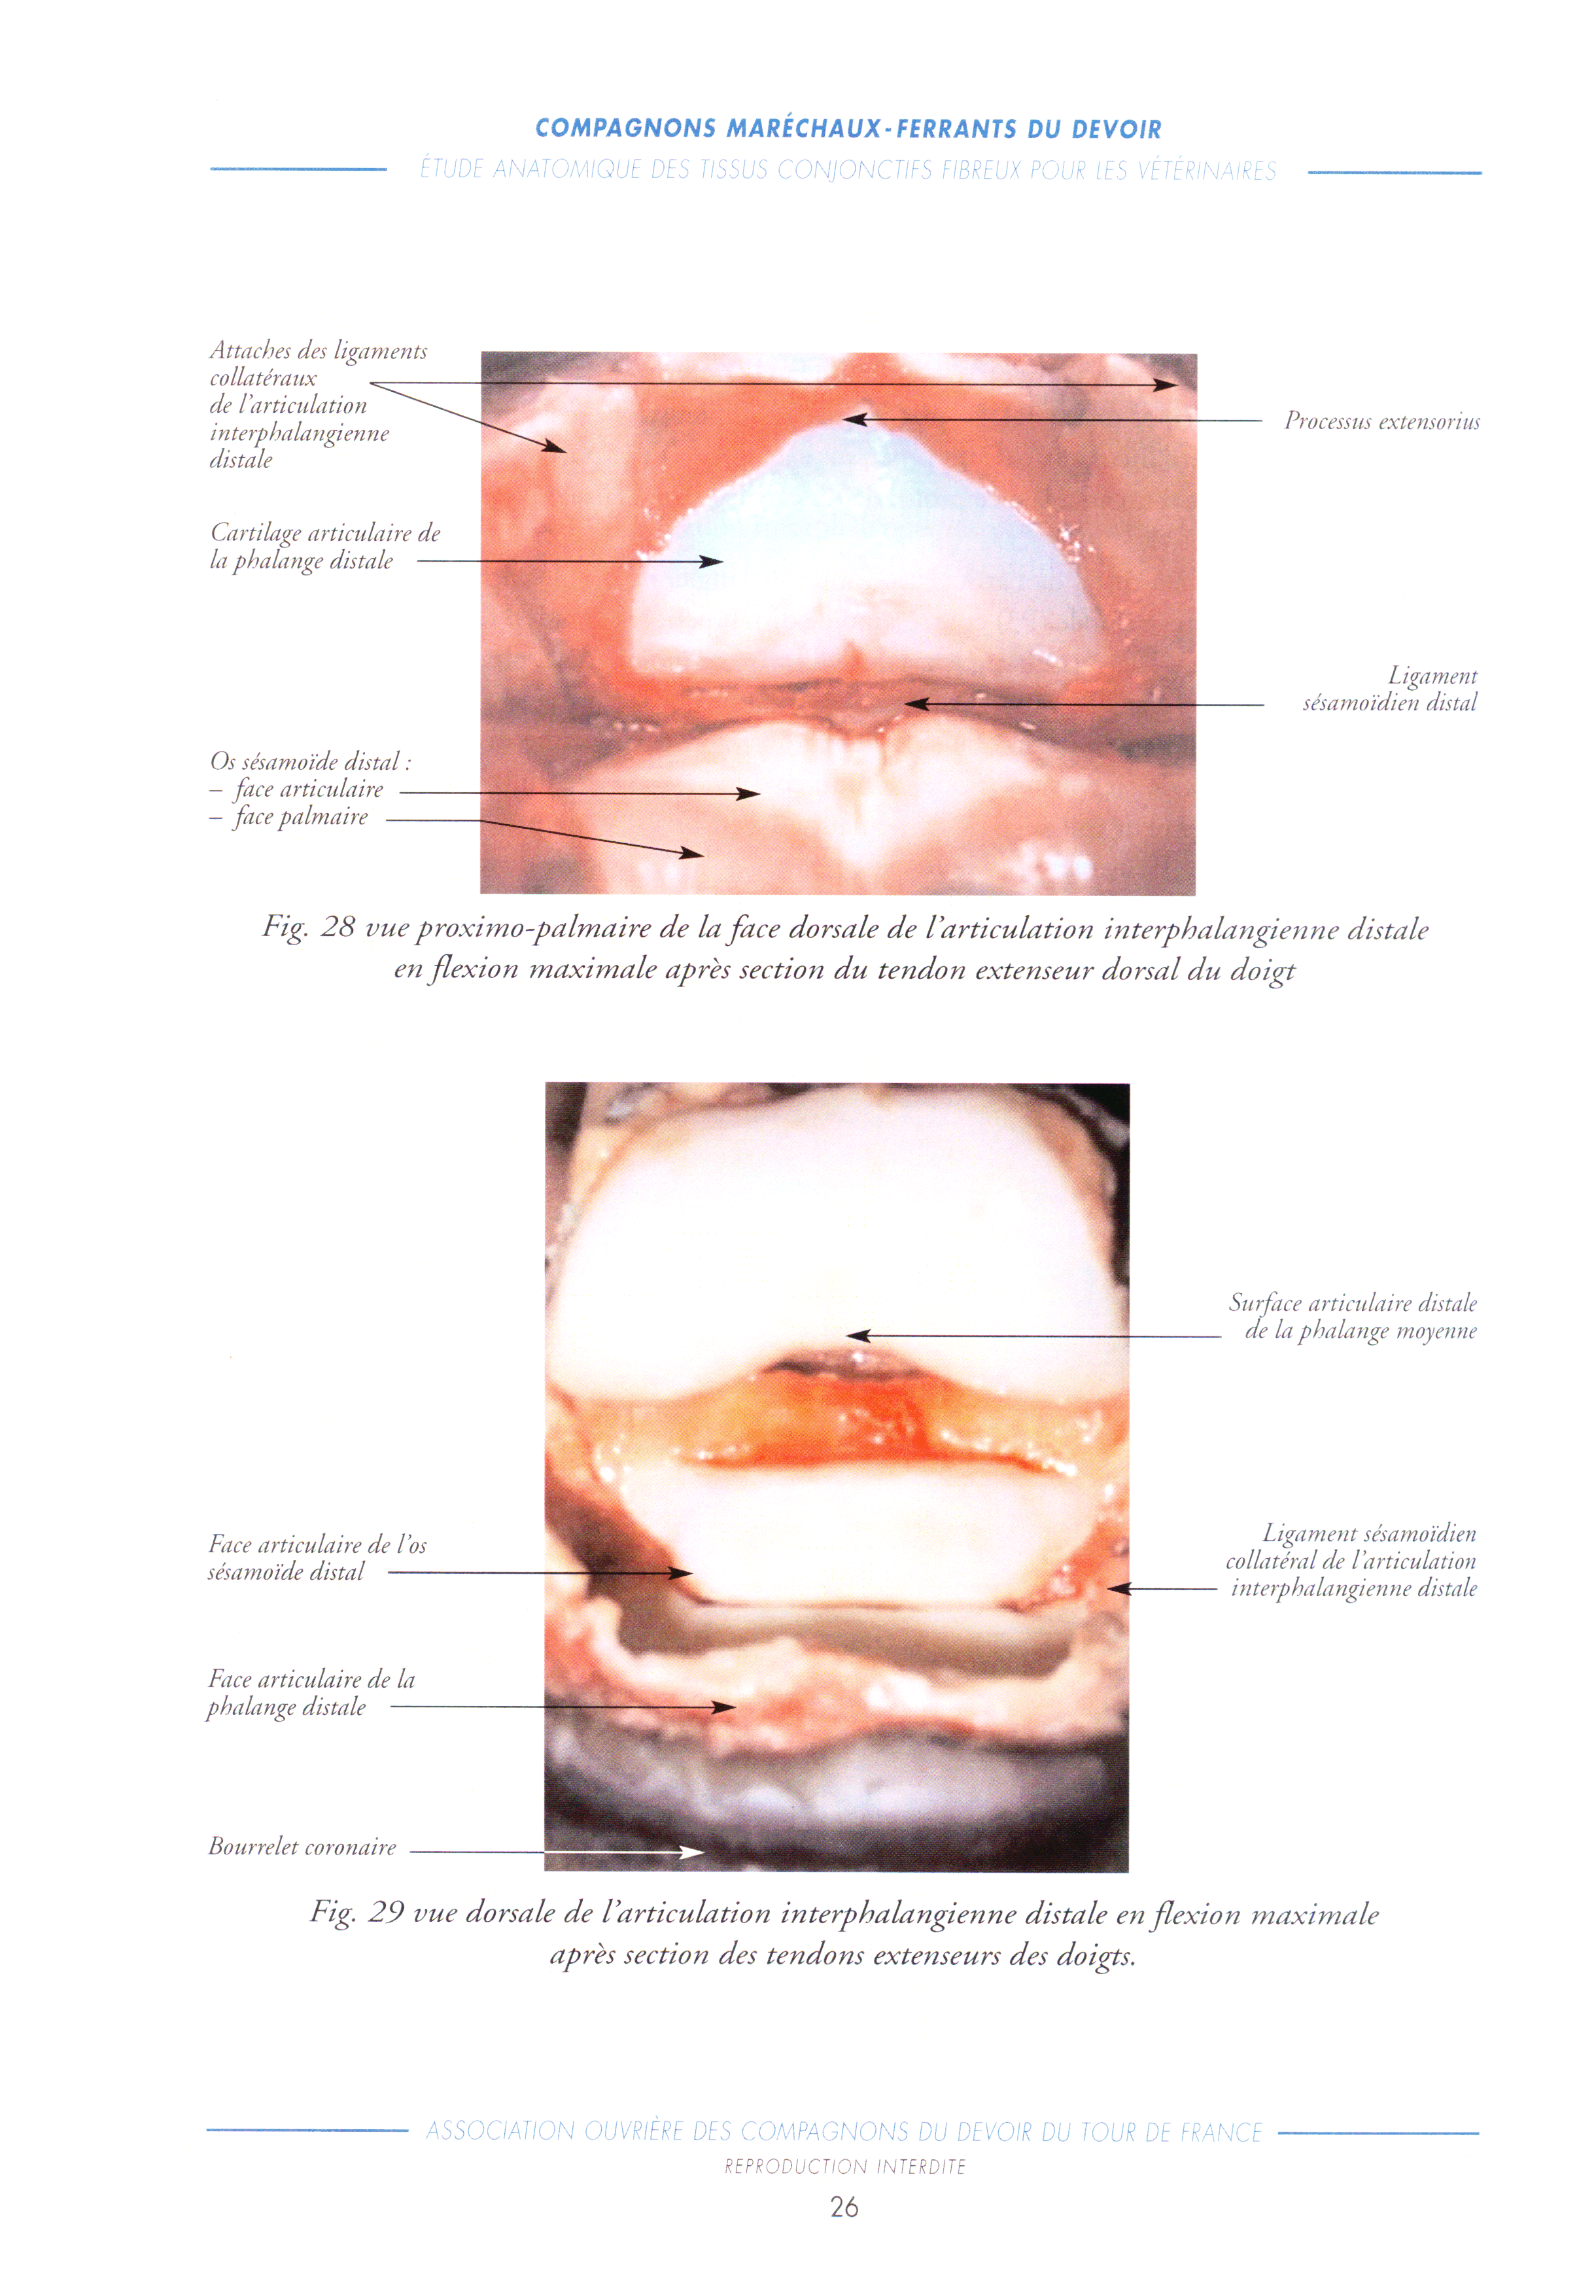 COMPAGNONS MARÉCHAUX-FERRANTS DU DEVOIR
ÉTUDE ANATOMIQUE DES TISSUS CONJONCTIFS FIBREUX POUR LES VÉTÉRINAIRES
Attaches des ligaments
collatéraux
de l'articulation
interphalangienne
distale
Processus extensorius
Cartilage articulaire de
la phalange distale
Ligament
sésamoïdien distal
Os sésamoïde distal :
– face articulaire
– face palmaire
Fig. 28 vue proximo-palmaire de la face dorsale de l'articulation interphalangienne distale
en flexion maximale après section du tendon extenseur dorsal du doigt
Surface articulaire distale
de la phalange moyenne
Face articulaire de l'os
sésamoïde distal
Ligament sésamoïdien
collatéral de l'articulation
interphalangienne distale
Face articulaire de la
phalange distale
Bourrelet coronaire
Fig. 29 vue dorsale de l'articulation interphalangienne distale en flexion maximale
après section des tendons extenseurs des doigts.
ASSOCIATION OUVRIÈRE DES COMPAGNONS DU DEVOIR DU TOUR DE FRANCE
REPRODUCTION INTERDITE
26